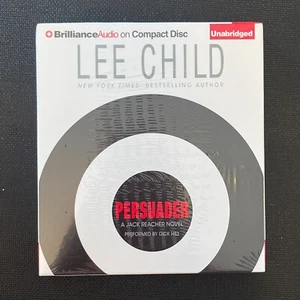 BrillianceAudio on Compact Disc
Unabridged
LEE CHILD
NEW YORK TIMES BESTSELLING AUTHOR
PERSUADER
A JACK REACHER NOVEL
PERFORMED BY DICK HILL